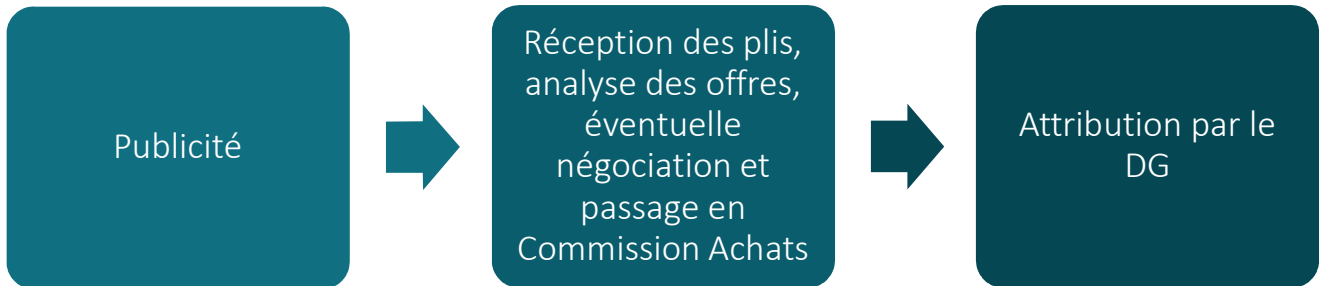 Publicité
Réception des plis,
analyse des offres,
éventuelle
négociation et
passage en
Commission Achats
Attribution par le
DG